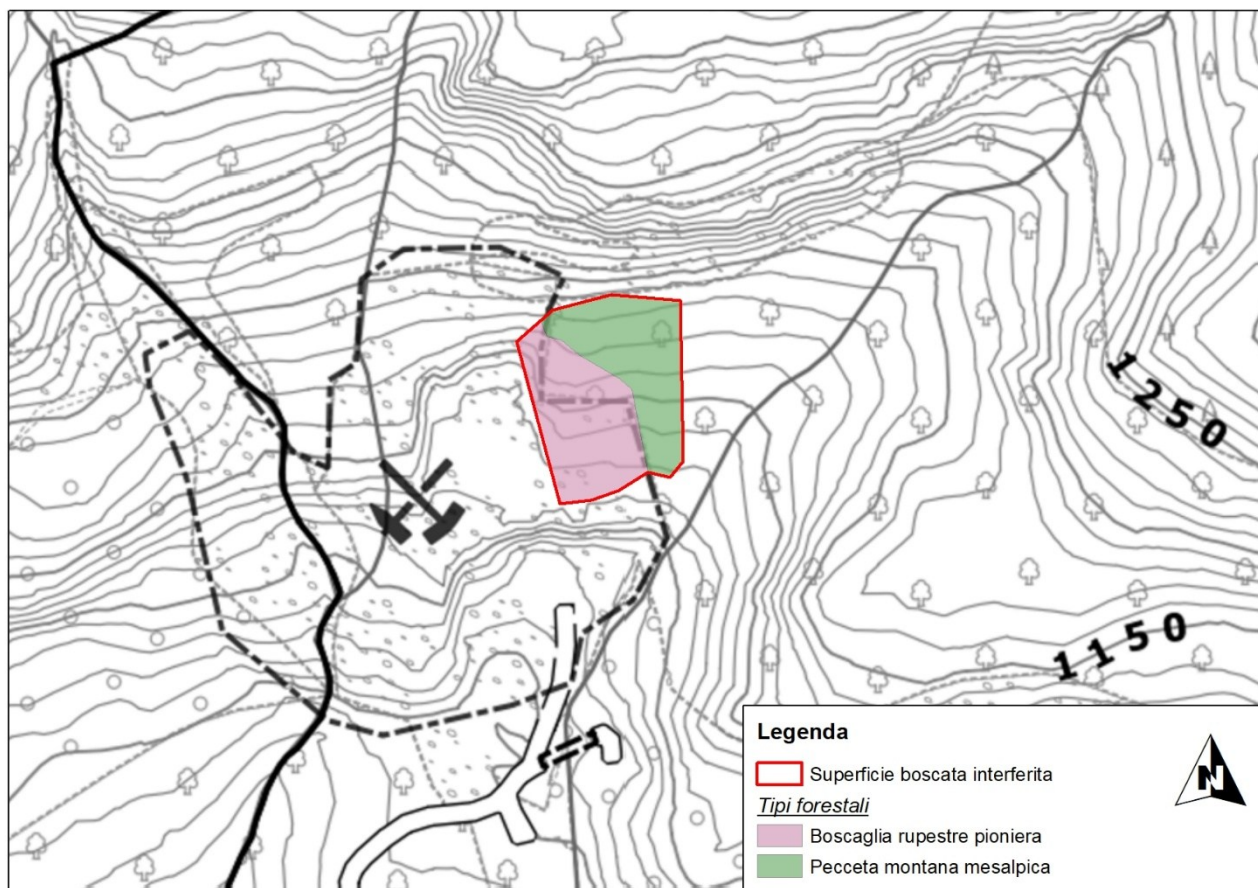 1250
1150
Legenda
Superficie boscata interferita
Tipi forestali
Boscaglia rupestre pioniera
Pecceta montana mesalpica
N